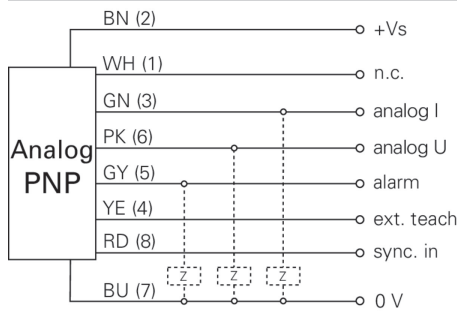 BN (2)
+Vs
WH (1)
n.c.
GN (3)
analog I
PK (6)
analog U
Analog
PNP
GY (5)
alarm
YE (4)
ext. teach
RD (8)
sync. in
Z Z Z
BU (7)
0 V